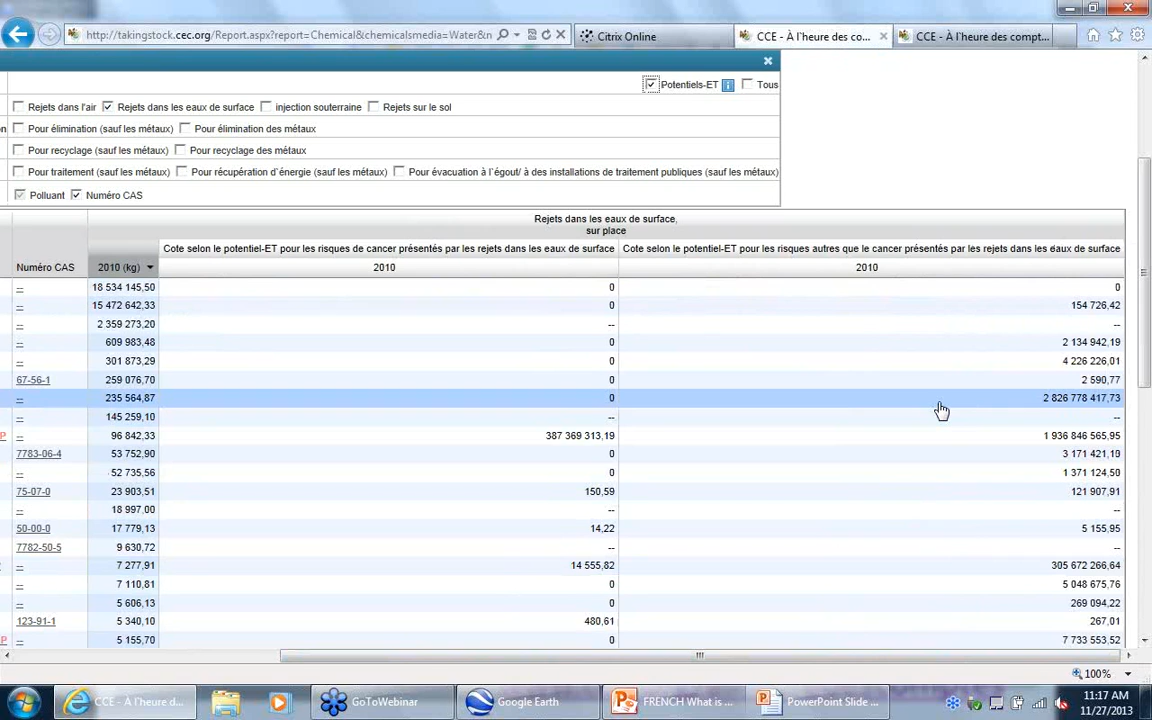 http://takingstock.cec.org/Report.aspx?report=Chemical&chemicalsmedia=Water&n
Citrix Online
CCE - À l'heure des co...
CCE - À l'heure des compt...
Potentiels-ET
Tous
Rejets dans l'air
Rejets dans les eaux de surface
injection souterraine
Rejets sur le sol
Pour élimination (sauf les métaux)
Pour élimination des métaux
Pour recyclage (sauf les métaux)
Pour recyclage des métaux
Pour traitement (sauf les métaux)
Pour récupération d'énergie (sauf les métaux)
Pour évacuation à l'égout/ à des installations de traitement publiques (sauf les métaux)
Polluant
Numéro CAS
Rejets dans les eaux de surface,
sur place
Cote selon le potentiel-ET pour les risques de cancer présentés par les rejets dans les eaux de surface
Cote selon le potentiel-ET pour les risques autres que le cancer présentés par les rejets dans les eaux de surface
Numéro CAS 2010 (kg) 2010 2010
-- 18 534 145,50 0 0
-- 15 472 642,33 0 154 726,42
-- 2 359 273,20 -- --
-- 609 983,48 0 2 134 942,19
-- 301 873,29 0 4 226 226,01
67-56-1 259 076,70 0 2 590,77
-- 235 564,87 0 2 826 778 417,73
-- 145 259,10 -- --
P -- 96 842,33 387 369 313,19 1 936 846 565,95
7783-06-4 53 752,90 0 3 171 421,10
-- 52 735,56 0 1 371 124,50
75-07-0 23 903,51 150,59 121 907,91
-- 18 997,00 -- --
50-00-0 17 779,13 14,22 5 155,95
7782-50-5 9 630,72 -- --
-- 7 277,91 14 555,82 305 672 266,64
-- 7 110,81 0 5 048 675,76
-- 5 606,13 0 269 094,22
123-91-1 5 340,10 480,61 267,01
P -- 5 155,70 0 7 733 553,52
100%
CCE - À l'heure d...
GoToWebinar
Google Earth
FRENCH What is ...
PowerPoint Slide ...
11:17 AM
11/27/2013